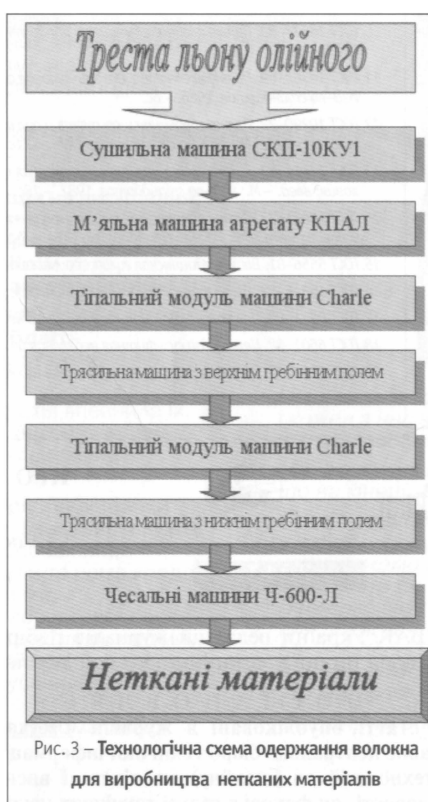 Треста льону олійного
Сушильна машина СКП-10КУ1
М'яльна машина агрегату КПАЛ
Тіпальний модуль машини Charle
Трясильна машина з верхнім гребінним полем
Тіпальний модуль машини Charle
Трясильна машина з нижнім гребінним полем
Чесальні машини Ч-600-Л
Неткані матеріали
Рис. 3 – Технологічна схема одержання волокна
для виробництва нетканих матеріалів